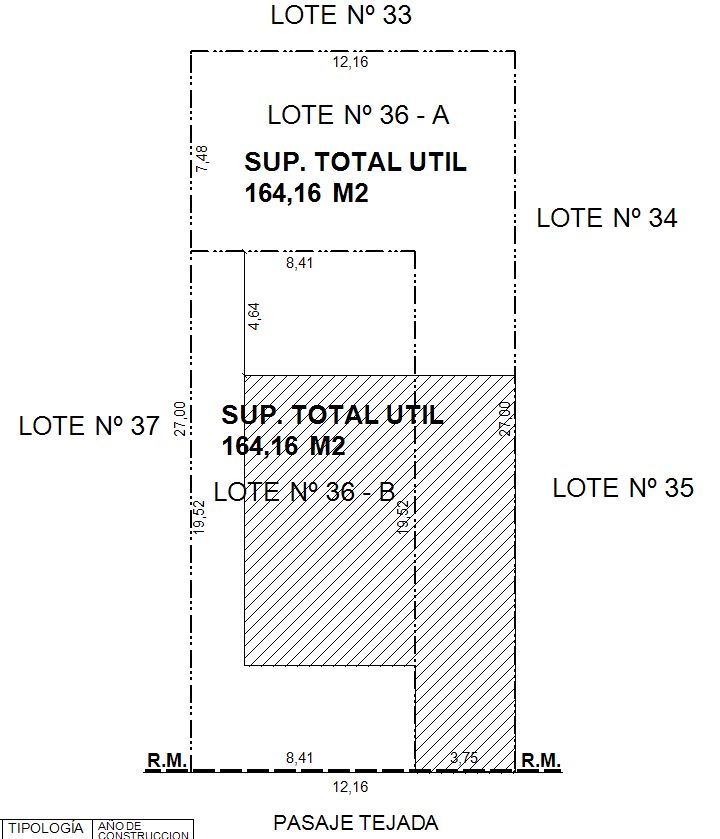 LOTE Nº 33
12,16
LOTE Nº 36 - A
7,48
SUP. TOTAL UTIL
164,16 M2
LOTE Nº 34
8,41
4,64
27,00
27,00
SUP. TOTAL UTIL
164,16 M2
LOTE Nº 37
LOTE Nº 36 - B
LOTE Nº 35
19,52
19,52
R.M.
8,41
3,75
R.M.
12,16
PASAJE TEJADA
TIPOLOGÍA
AÑO DE
CONSTRUCCION